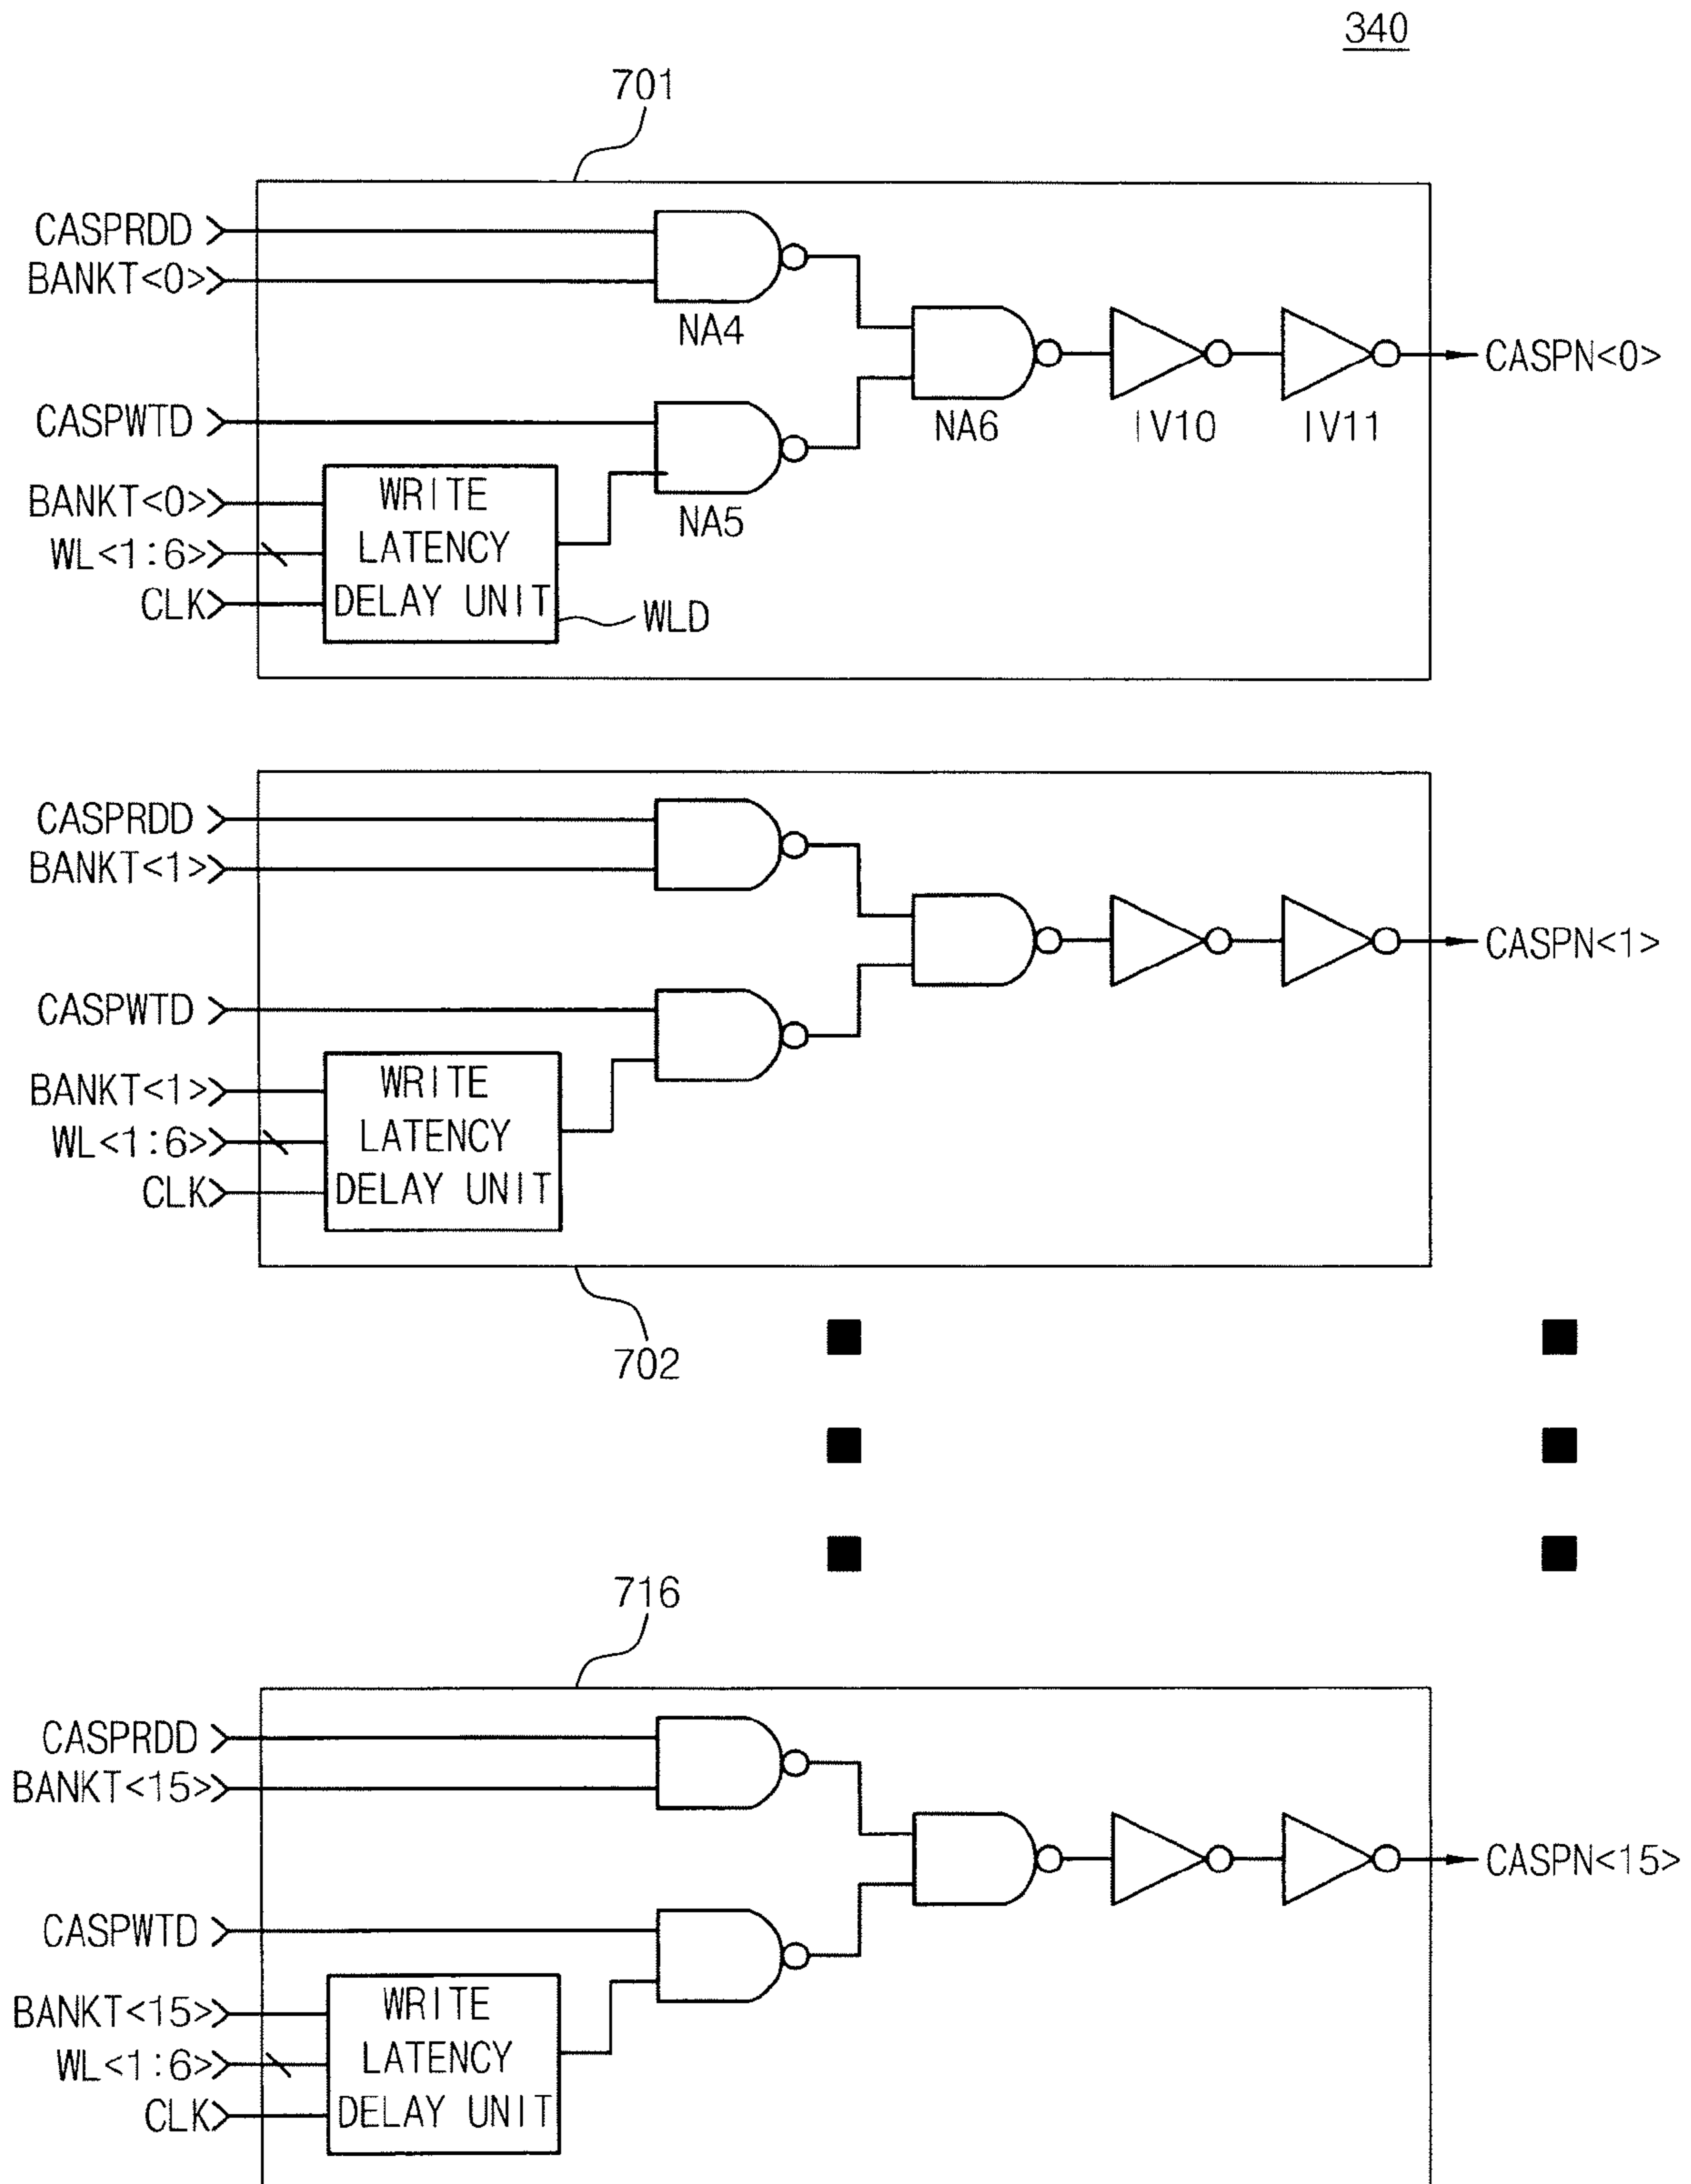 340
701
CASPRDD
BANKT<0>
NA4
CASPWTD
NA6
IV10
IV11
CASPN<0>
BANKT<0>
WL<1:6>
CLK
WRITE
LATENCY
DELAY UNIT
NA5
WLD
CASPRDD
BANKT<1>
CASPN<1>
CASPWTD
BANKT<1>
WL<1:6>
CLK
WRITE
LATENCY
DELAY UNIT
702
716
CASPRDD
BANKT<15>
CASPN<15>
CASPWTD
BANKT<15>
WL<1:6>
CLK
WRITE
LATENCY
DELAY UNIT